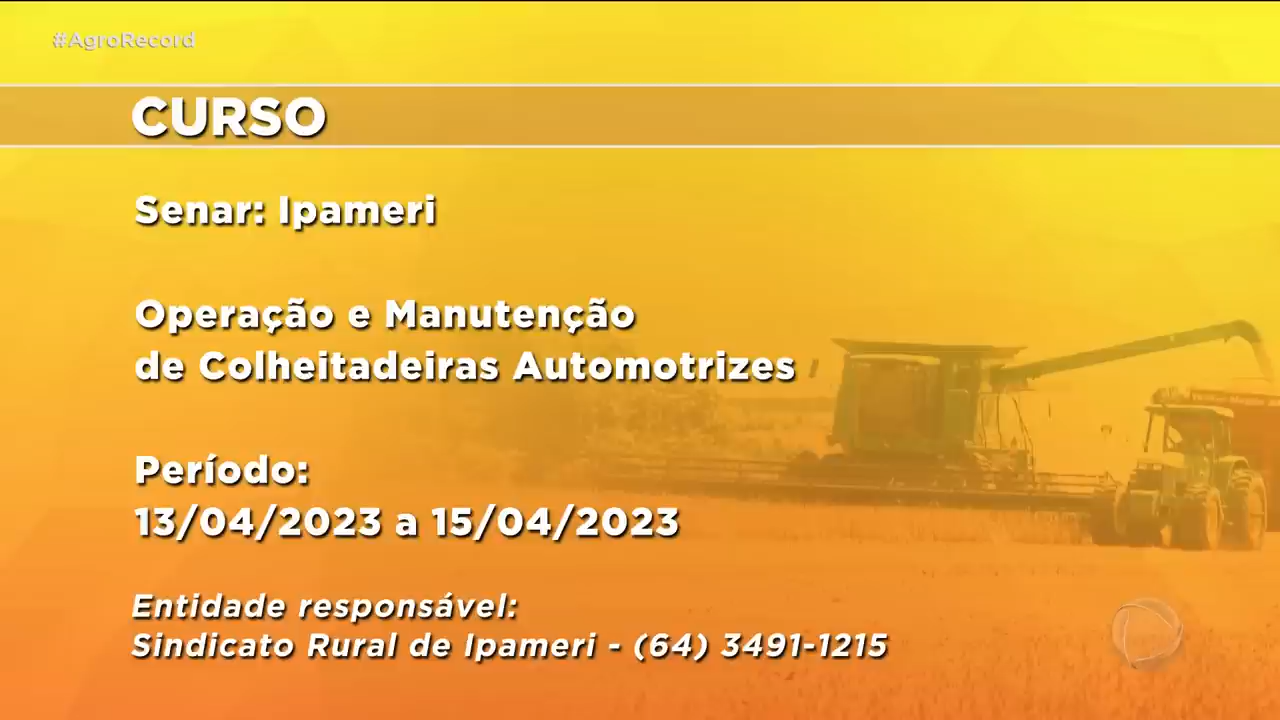 #AgroRecord
CURSO
Senar: Ipameri
Operação e Manutenção
de Colheitadeiras Automotrizes
Período:
13/04/2023 a 15/04/2023
Entidade responsável:
Sindicato Rural de Ipameri - (64) 3491-1215